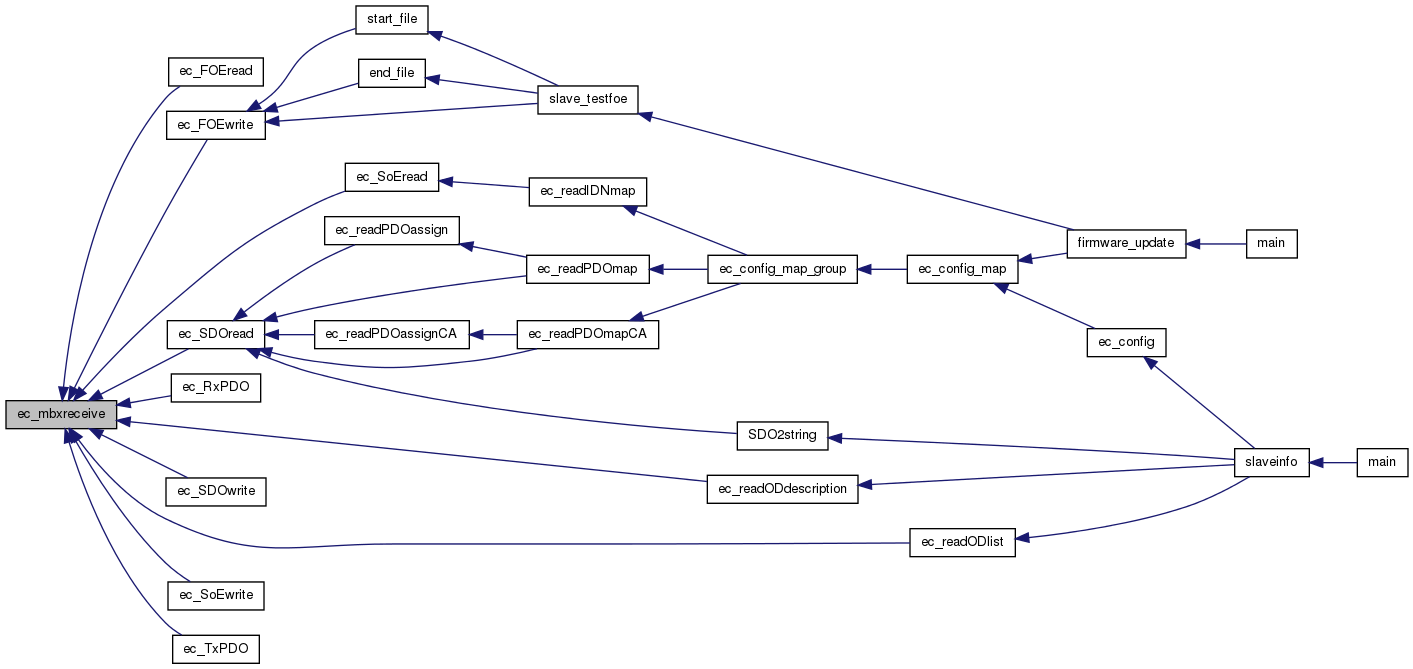 start_file
ec_FOEread
end_file
slave_testfoe
ec_FOEwrite
ec_SoEread
ec_readIDNmap
ec_readPDOassign
firmware_update
main
ec_readPDOmap
ec_config_map_group
ec_config_map
ec_SDOread
ec_readPDOassignCA
ec_readPDOmapCA
ec_config
ec_RxPDO
ec_mbxreceive
SDO2string
slaveinfo
main
ec_SDOwrite
ec_readODdescription
ec_readODlist
ec_SoEwrite
ec_TxPDO